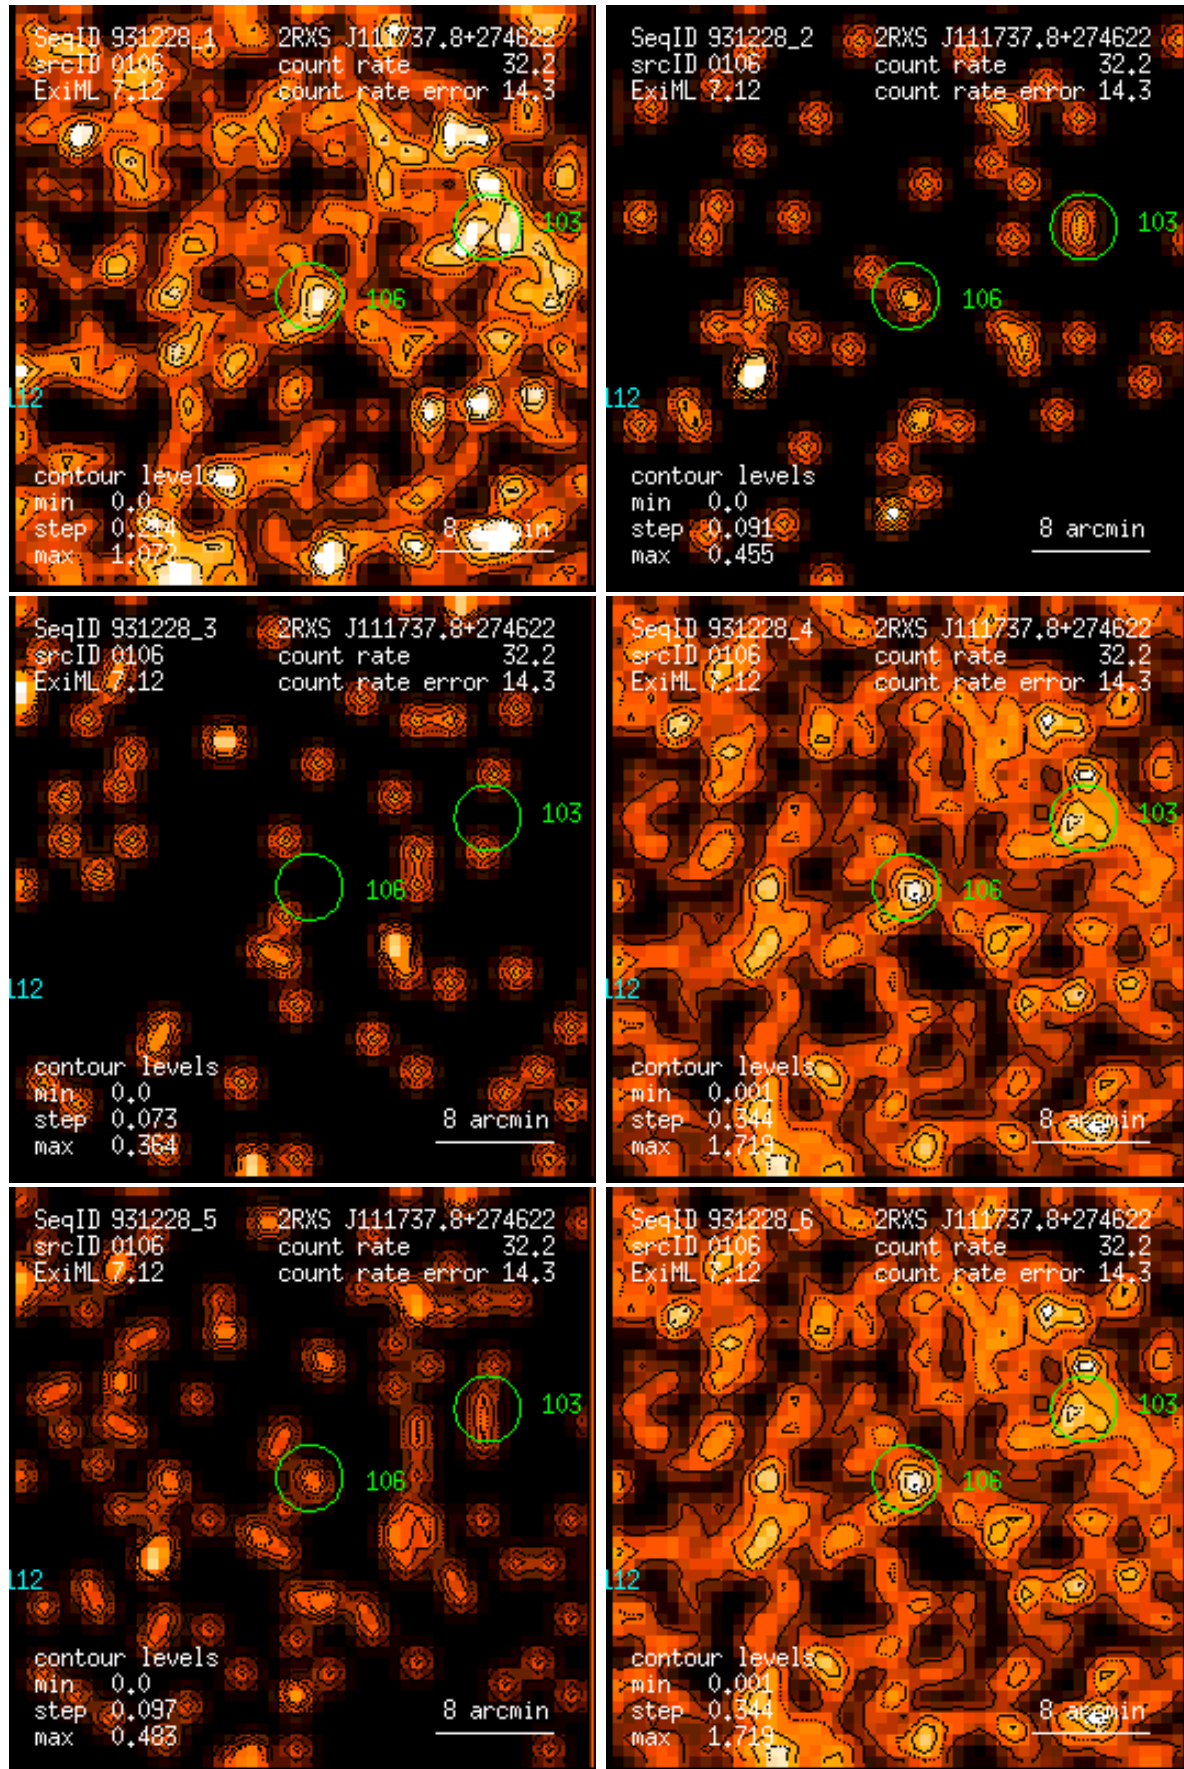 SeqID 931228_1 2RXS J111737.8+274622
srcID 0106 count rate 32.2
ExiML 7.12 count rate error 14.3
103
106
112
contour levels
min 0.0
step 0.214
max 1.072
8 arcmin
SeqID 931228_2 2RXS J111737.8+274622
srcID 0106 count rate 32.2
ExiML 7.12 count rate error 14.3
103
106
112
contour levels
min 0.0
step 0.091
max 0.455
8 arcmin
SeqID 931228_3 2RXS J111737.8+274622
srcID 0106 count rate 32.2
ExiML 7.12 count rate error 14.3
103
106
112
contour levels
min 0.0
step 0.073
max 0.364
8 arcmin
SeqID 931228_4 2RXS J111737.8+274622
srcID 0106 count rate 32.2
ExiML 7.12 count rate error 14.3
103
106
112
contour levels
min 0.001
step 0.344
max 1.719
8 arcmin
SeqID 931228_5 2RXS J111737.8+274622
srcID 0106 count rate 32.2
ExiML 7.12 count rate error 14.3
103
106
112
contour levels
min 0.0
step 0.097
max 0.483
8 arcmin
SeqID 931228_6 2RXS J111737.8+274622
srcID 0106 count rate 32.2
ExiML 7.12 count rate error 14.3
103
106
112
contour levels
min 0.001
step 0.344
max 1.719
8 arcmin